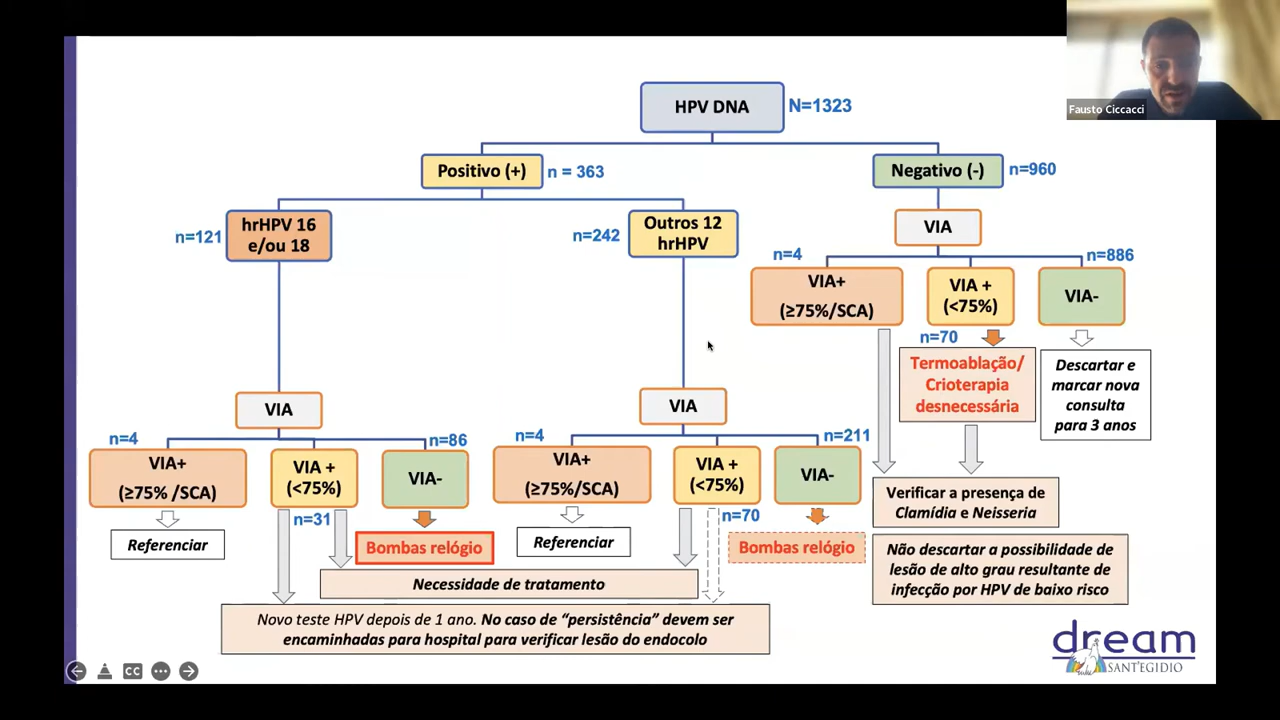 Fausto Ciccacci
HPV DNA
N=1323
Positivo (+)
n = 363
Negativo (-)
n=960
n=121
hrHPV 16
e/ou 18
n=242
Outros 12
hrHPV
VIA
n=4
n=886
VIA+
(≥75%/SCA)
VIA +
(<75%)
VIA-
n=70
Termoablação/
Crioterapia
desnecessária
Descartar e
marcar nova
consulta
para 3 anos
VIA
VIA
n=4
n=86
n=4
n=211
VIA+
(≥75% /SCA)
VIA +
(<75%)
VIA-
VIA+
(≥75%/SCA)
VIA +
(<75%)
VIA-
n=31
n=70
Referenciar
Bombas relógio
Referenciar
Bombas relógio
Verificar a presença de
Clamídia e Neisseria
Necessidade de tratamento
Não descartar a possibilidade de
lesão de alto grau resultante de
infecção por HPV de baixo risco
Novo teste HPV depois de 1 ano. No caso de “persistência” devem ser
encaminhadas para hospital para verificar lesão do endocolo
dream
SANT'EGIDIO
CC